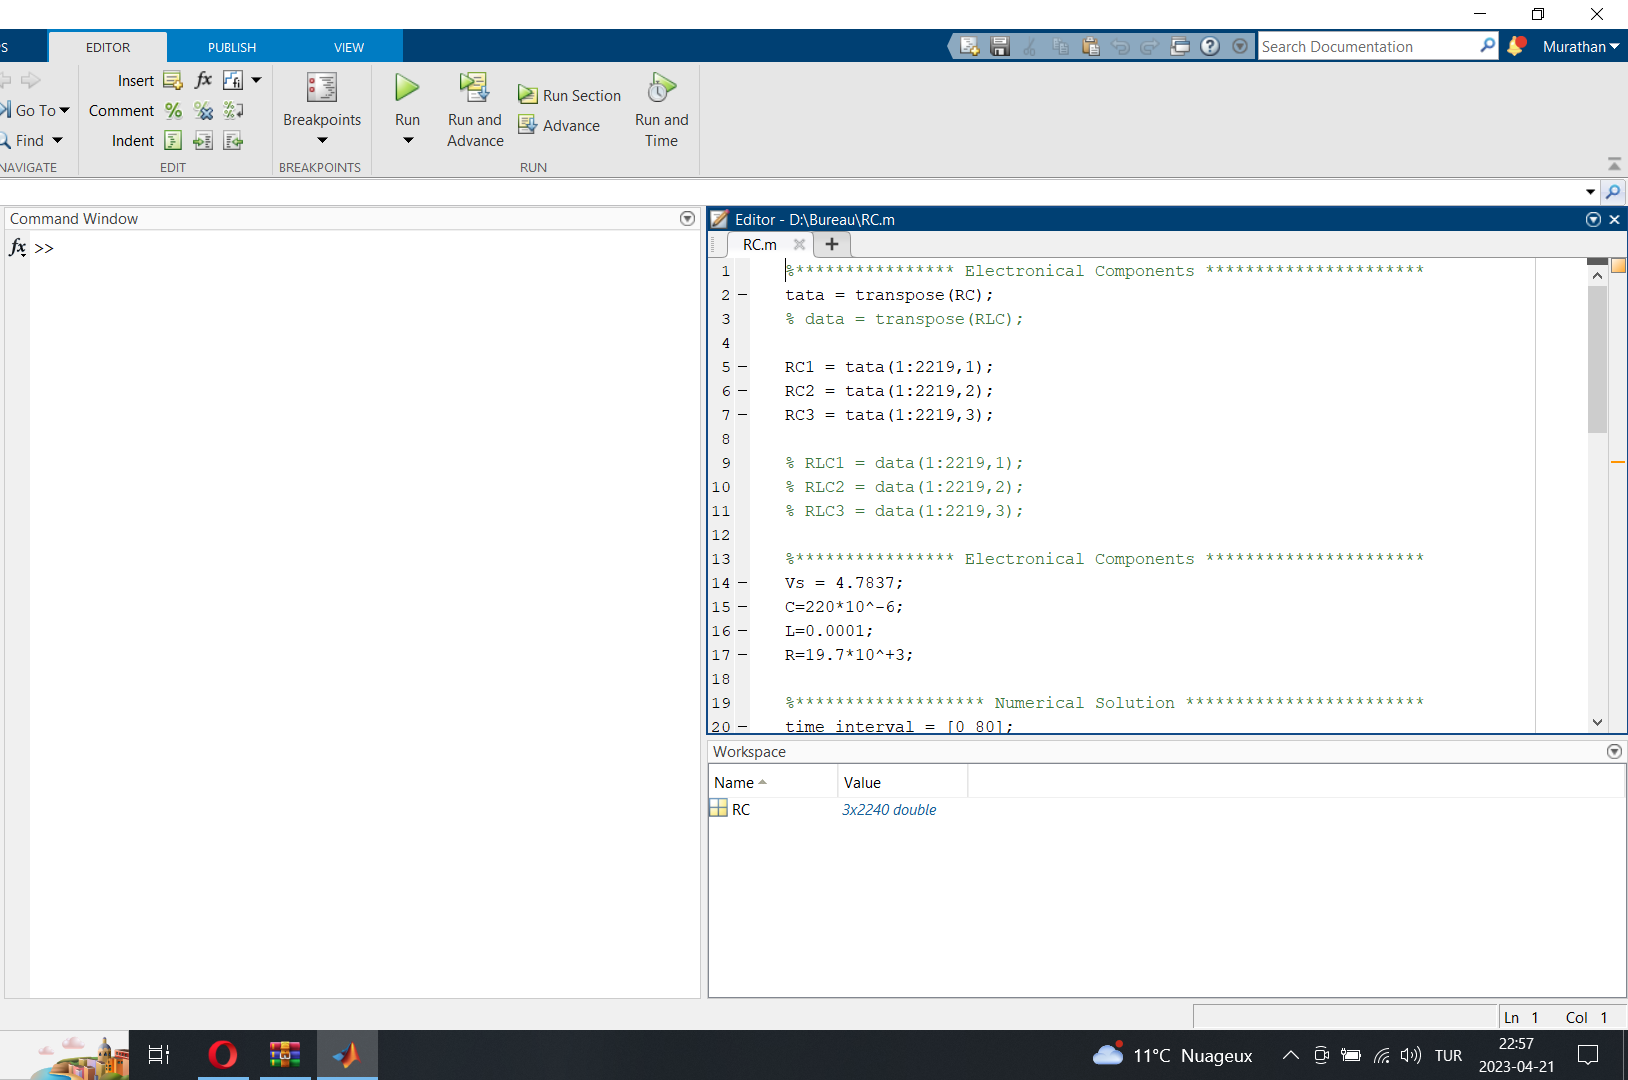 S EDITOR PUBLISH VIEW Search Documentation Murathan
Insert fx fi
Go To Comment % %
Find Indent
Breakpoints Run Run and Advance Run Section Advance Run and Time
NAVIGATE EDIT BREAKPOINTS RUN
Command Window
fx >>
Editor - D:\Bureau\RC.m
RC.m +
1 %**************** Electronical Components **********************
2 – tata = transpose(RC);
3 % data = transpose(RLC);
4
5 – RC1 = tata(1:2219,1);
6 – RC2 = tata(1:2219,2);
7 – RC3 = tata(1:2219,3);
8
9 % RLC1 = data(1:2219,1);
10 % RLC2 = data(1:2219,2);
11 % RLC3 = data(1:2219,3);
12
13 %**************** Electronical Components **********************
14 – Vs = 4.7837;
15 – C=220*10^-6;
16 – L=0.0001;
17 – R=19.7*10^+3;
18
19 %******************* Numerical Solution ************************
20 – time_interval = [0 80];
Workspace
Name Value
RC 3x2240 double
Ln 1 Col 1
11°C Nuageux TUR 22:57
2023-04-21